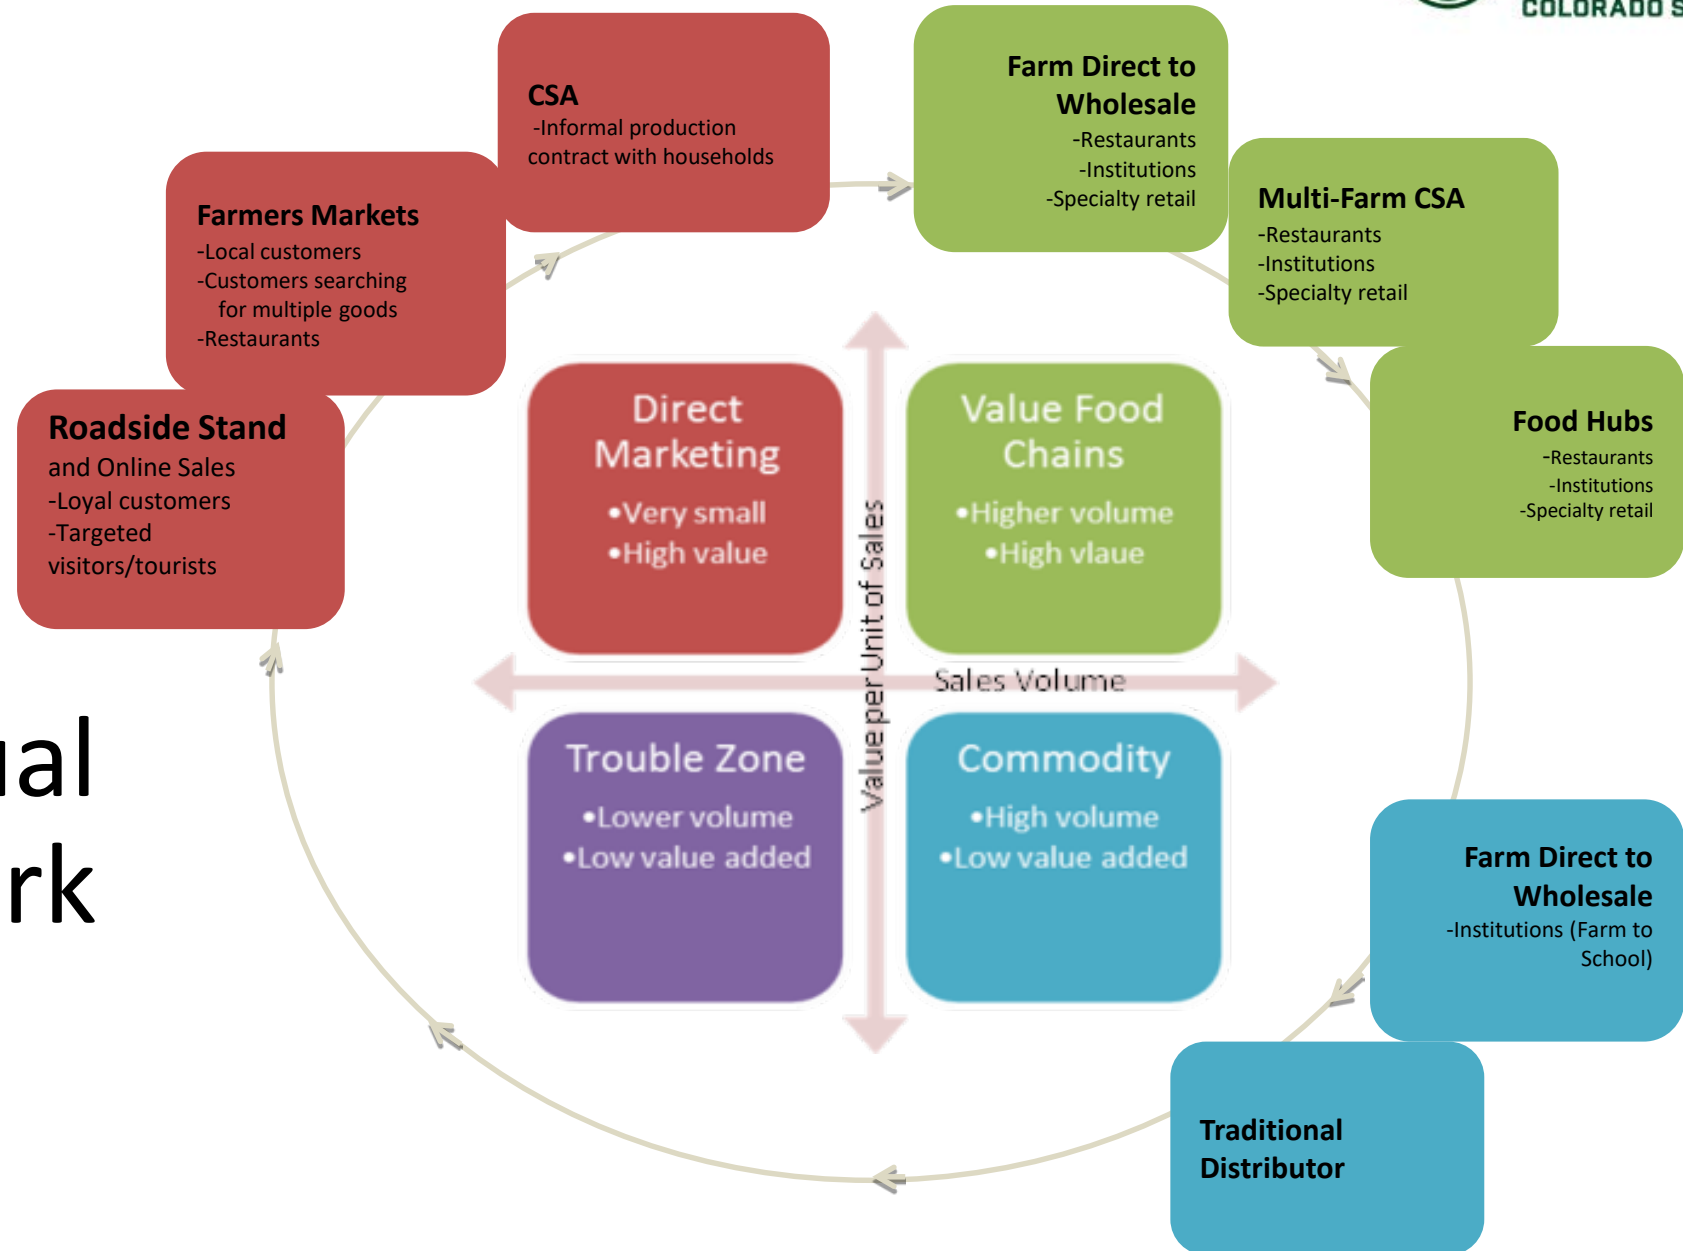 COLORADO S
CSA
-Informal production
contract with households
Farm Direct to
Wholesale
-Restaurants
-Institutions
-Specialty retail
Farmers Markets
-Local customers
-Customers searching
for multiple goods
-Restaurants
Multi-Farm CSA
-Restaurants
-Institutions
-Specialty retail
Roadside Stand
and Online Sales
-Loyal customers
-Targeted
visitors/tourists
Food Hubs
-Restaurants
-Institutions
-Specialty retail
Direct
Marketing
•Very small
•High value
Value Food
Chains
•Higher volume
•High vlaue
Value per Unit of Sales
Sales Volume
Trouble Zone
•Lower volume
•Low value added
Commodity
•High volume
•Low value added
ual
rk
Farm Direct to
Wholesale
-Institutions (Farm to
School)
Traditional
Distributor